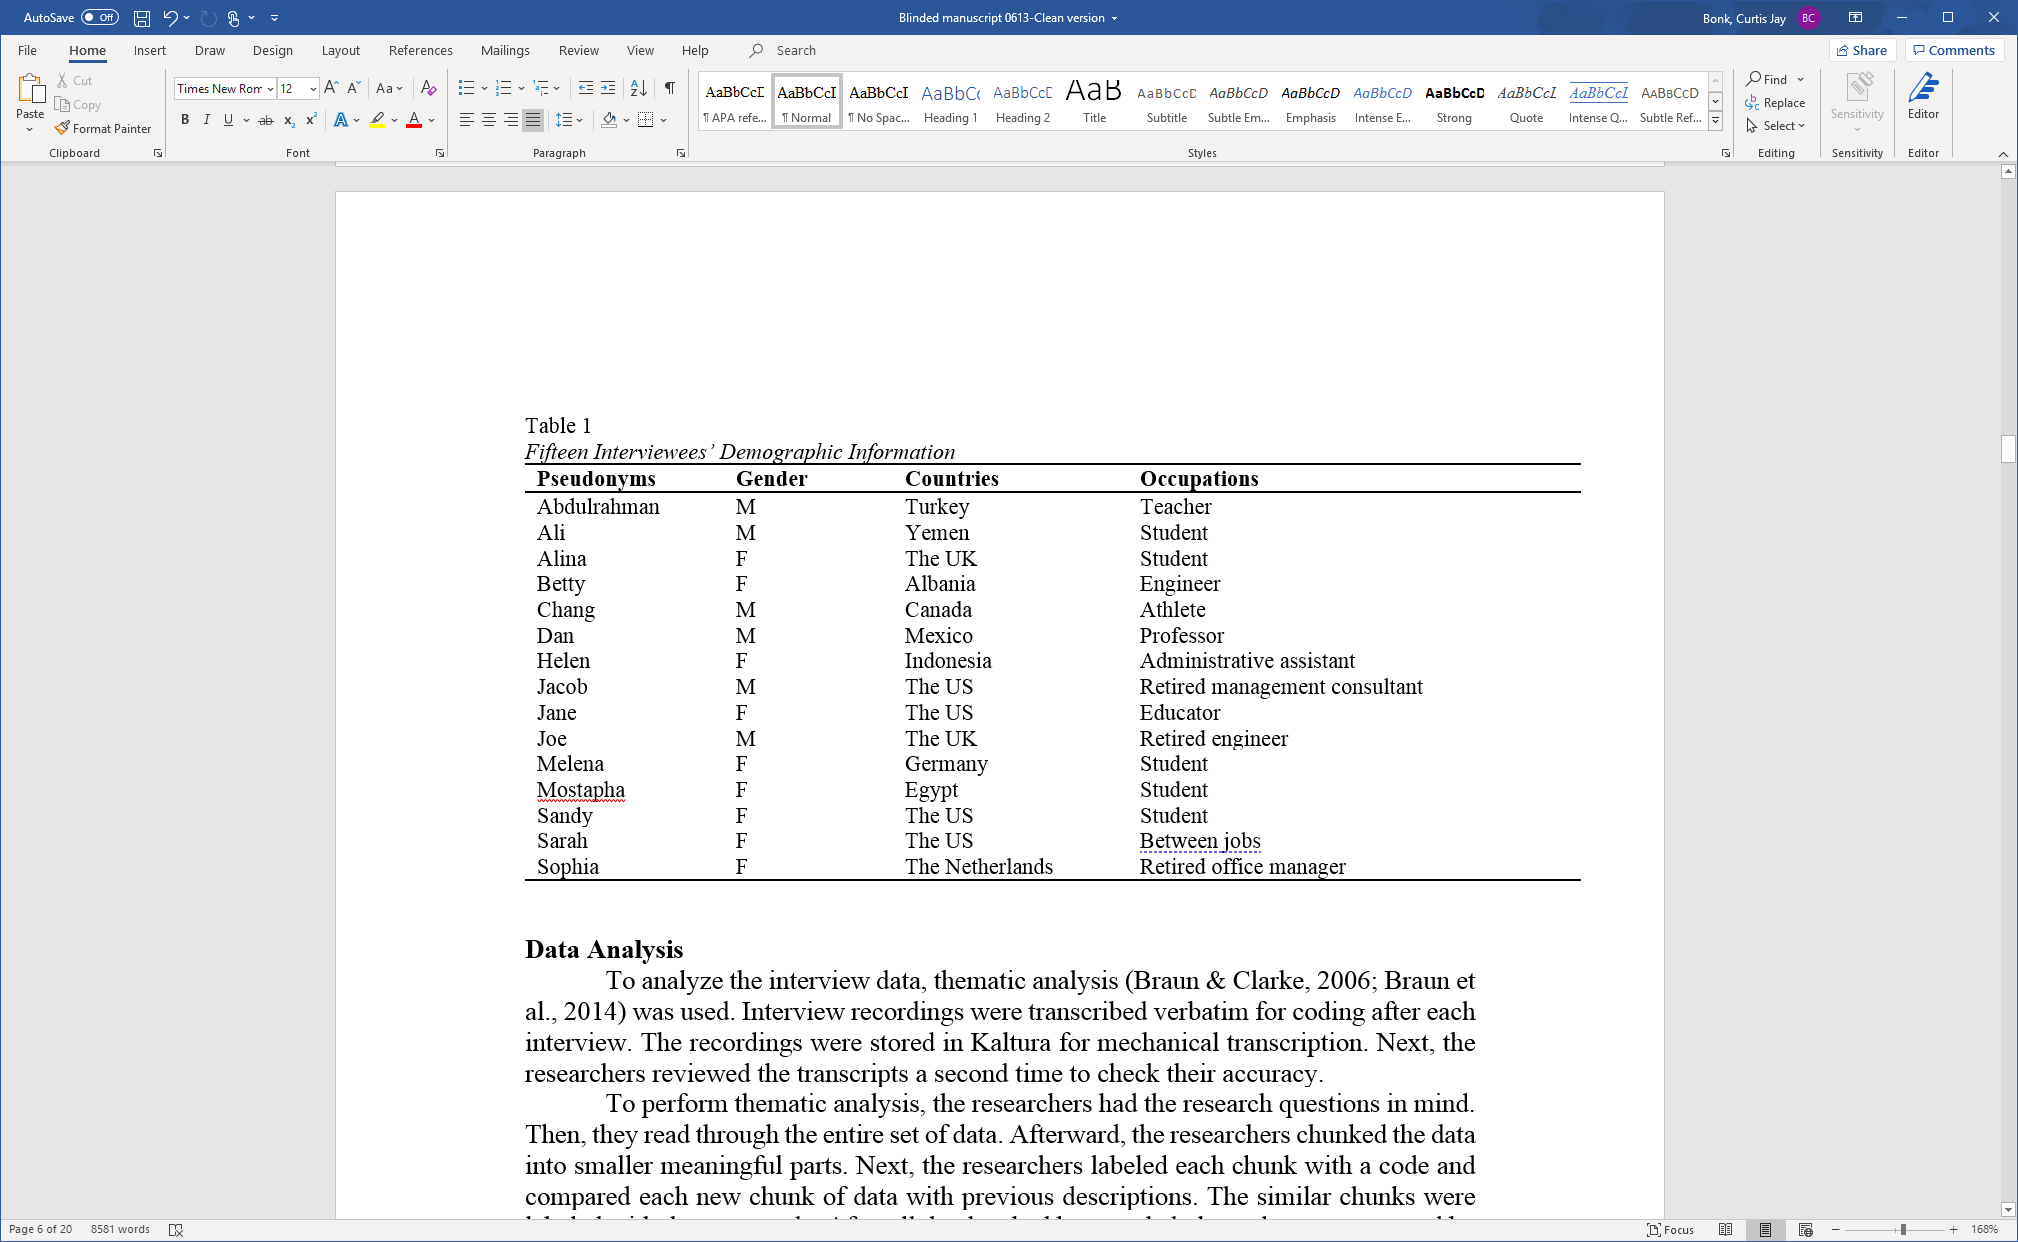 AutoSave Off Blinded manuscript 0613-Clean version Bonk, Curtis Jay BC
File Home Insert Draw Design Layout References Mailings Review View Help Search Share Comments
Paste Cut Copy Format Painter
Clipboard
Times New Ror 12 Aa
B I U ab x₂ x² A A
Font
Paragraph
AaBbCcI AaBbCcI AaBbCcI AaBbC( AaBbCcC AaB AaBbCcD AaBbCcD AaBbCcD AaBbCcD AaBbCcD AaBbCcI AaBbCcI AaBbCcD
¶ APA refe... ¶ Normal ¶ No Spac... Heading 1 Heading 2 Title Subtitle Subtle Em... Emphasis Intense E... Strong Quote Intense Q... Subtle Ref...
Styles
Find
Replace
Select
Editing
Sensitivity
Sensitivity
Editor
Editor
Table 1
Fifteen Interviewees’ Demographic Information
Pseudonyms Gender Countries Occupations
Abdulrahman M Turkey Teacher
Ali M Yemen Student
Alina F The UK Student
Betty F Albania Engineer
Chang M Canada Athlete
Dan M Mexico Professor
Helen F Indonesia Administrative assistant
Jacob M The US Retired management consultant
Jane F The US Educator
Joe M The UK Retired engineer
Melena F Germany Student
Mostapha F Egypt Student
Sandy F The US Student
Sarah F The US Between jobs
Sophia F The Netherlands Retired office manager
Data Analysis
To analyze the interview data, thematic analysis (Braun & Clarke, 2006; Braun et
al., 2014) was used. Interview recordings were transcribed verbatim for coding after each
interview. The recordings were stored in Kaltura for mechanical transcription. Next, the
researchers reviewed the transcripts a second time to check their accuracy.
To perform thematic analysis, the researchers had the research questions in mind.
Then, they read through the entire set of data. Afterward, the researchers chunked the data
into smaller meaningful parts. Next, the researchers labeled each chunk with a code and
compared each new chunk of data with previous descriptions. The similar chunks were
Page 6 of 20 8581 words Focus 168%